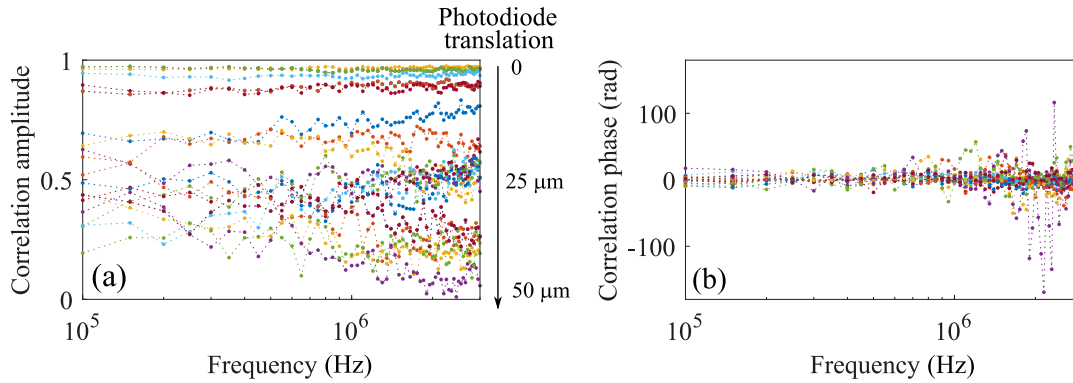 Photodiode
translation
Correlation amplitude
1
0.5
0
(a)
10^5
10^6
Frequency (Hz)
0
25 μm
50 μm
Correlation phase (rad)
100
0
-100
(b)
10^5
10^6
Frequency (Hz)